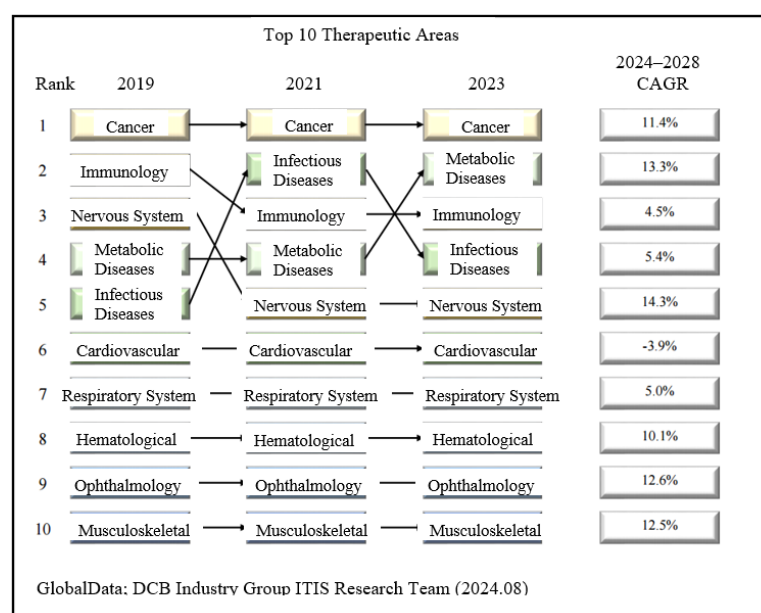 Top 10 Therapeutic Areas
2024–2028
Rank 2019 2021 2023 CAGR
1 Cancer Cancer Cancer 11.4%
2 Immunology Infectious Diseases Metabolic Diseases 13.3%
3 Nervous System Immunology Immunology 4.5%
4 Metabolic Diseases Metabolic Diseases Infectious Diseases 5.4%
5 Infectious Diseases Nervous System Nervous System 14.3%
6 Cardiovascular Cardiovascular Cardiovascular -3.9%
7 Respiratory System Respiratory System Respiratory System 5.0%
8 Hematological Hematological Hematological 10.1%
9 Ophthalmology Ophthalmology Ophthalmology 12.6%
10 Musculoskeletal Musculoskeletal Musculoskeletal 12.5%
GlobalData; DCB Industry Group ITIS Research Team (2024.08)